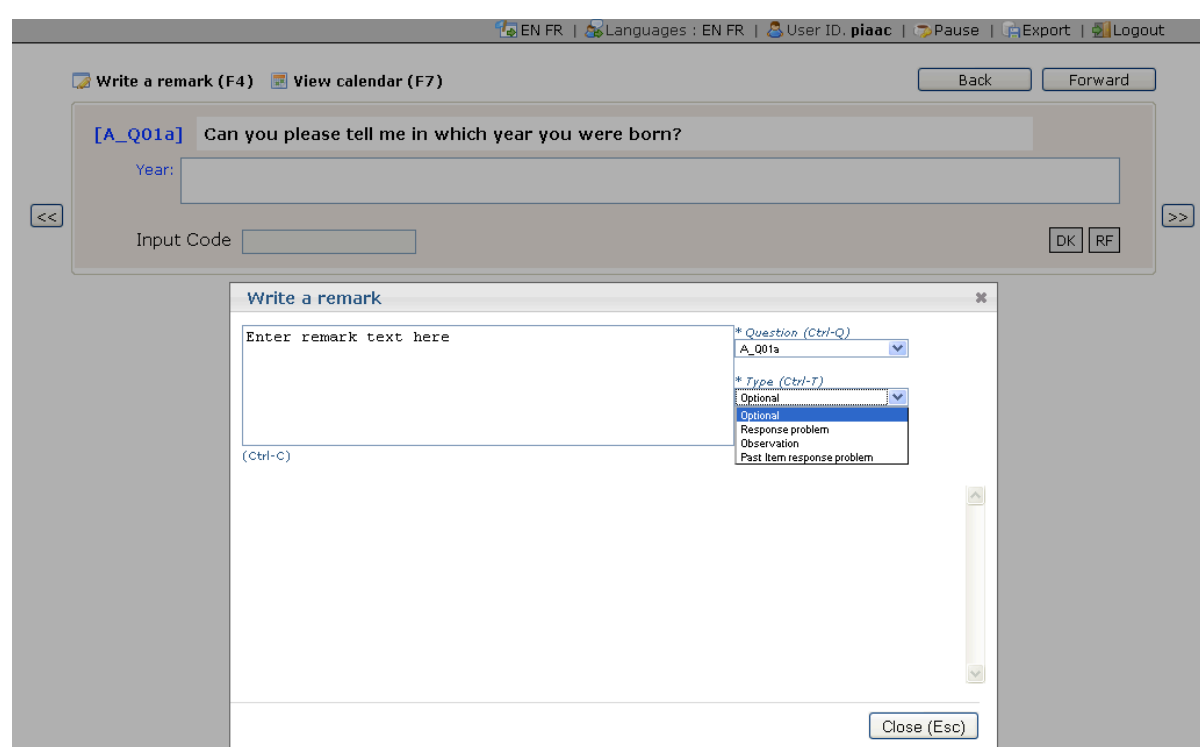 EN FR | Languages : EN FR | User ID. piaac | Pause | Export | Logout
Write a remark (F4) View calendar (F7) Back Forward
[A_Q01a] Can you please tell me in which year you were born?
Year:
<< >>
Input Code DK RF
Write a remark
Enter remark text here
* Question (Ctrl-Q)
A_Q01a
* Type (Ctrl-T)
Optional
Optional
Response problem
Observation
Past Item response problem
(Ctrl-C)
Close (Esc)